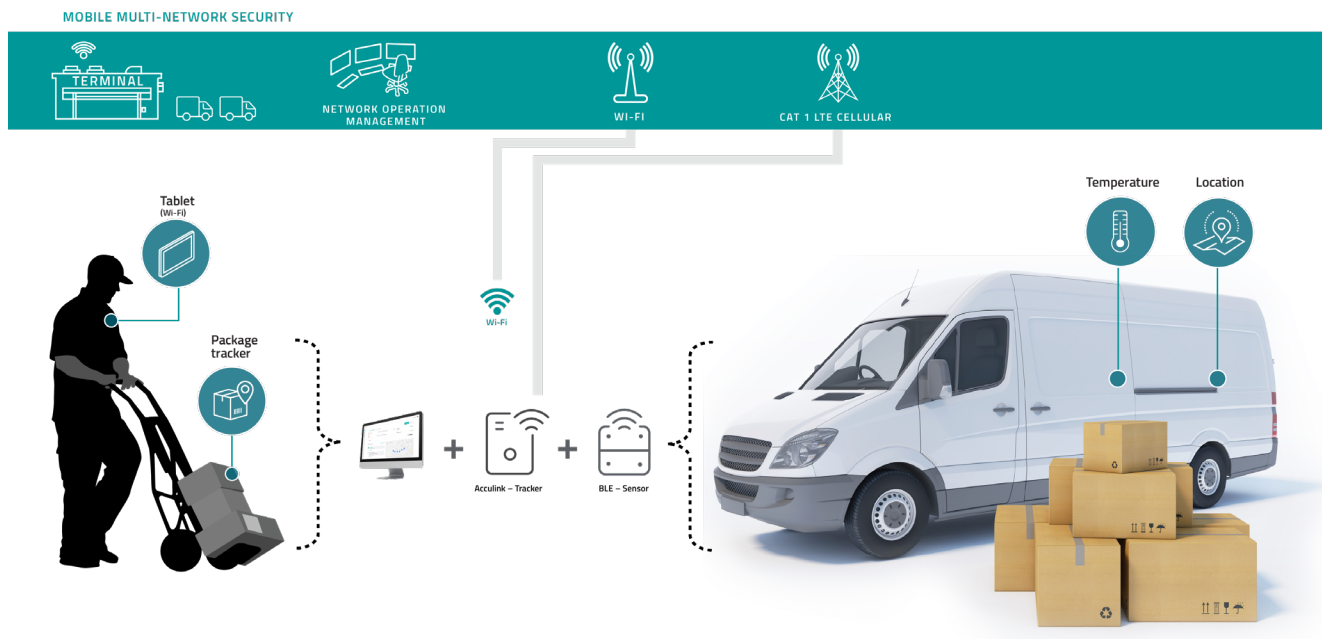 MOBILE MULTI-NETWORK SECURITY
TERMINAL
NETWORK OPERATION
MANAGEMENT
WI-FI
CAT 1 LTE CELLULAR
Tablet
(Wi-Fi)
Temperature
Location
Wi-Fi
Package
tracker
Acculink – Tracker
BLE – Sensor